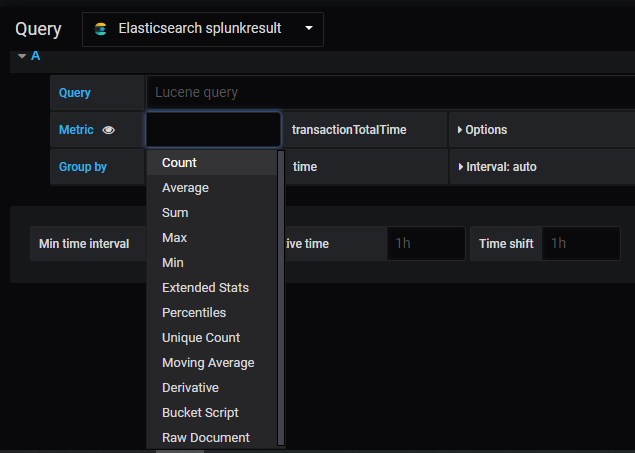 Query Elasticsearch splunkresult
A
Query Lucene query
Metric transactionTotalTime Options
Group by time Interval: auto
Min time interval ive time 1h Time shift 1h
Count
Average
Sum
Max
Min
Extended Stats
Percentiles
Unique Count
Moving Average
Derivative
Bucket Script
Raw Document